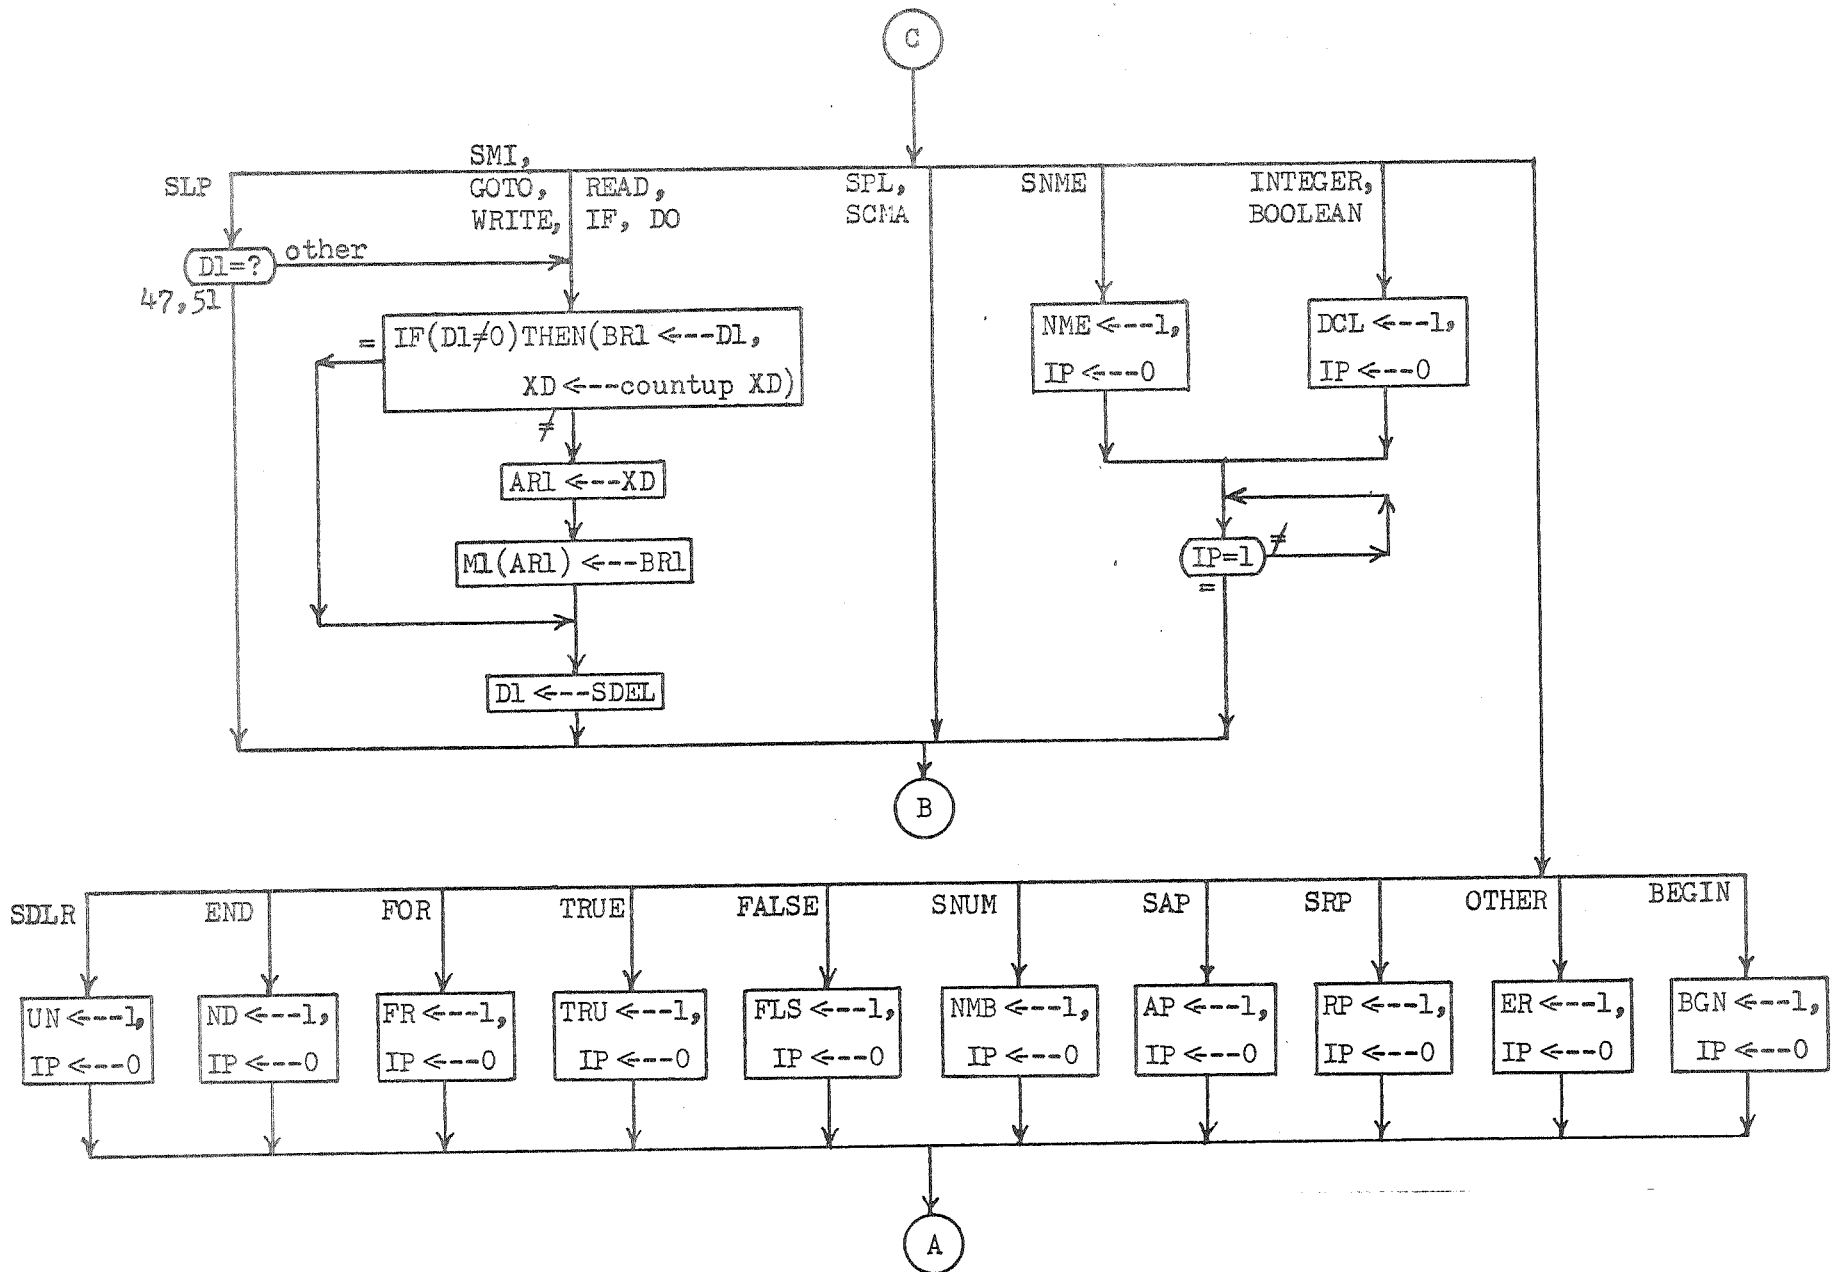 C
SMI,
SLP
GOTO,
WRITE,
READ,
IF, DO
SPL,
SCMA
SNME
INTEGER,
BOOLEAN
D1=?
other
47,51
=
IF(D1≠0)THEN(BR1 <---D1,
XD <---countup XD)
≠
AR1 <---XD
M1(AR1) <---BR1
D1 <---SDEL
NME <---1,
IP <---0
DCL <---1,
IP <---0
IP=1
≠
=
B
SDLR
END
FOR
TRUE
FALSE
SNUM
SAP
SRP
OTHER
BEGIN
UN <---1,
IP <---0
ND <---1,
IP <---0
FR <---1,
IP <---0
TRU <---1,
IP <---0
FLS <---1,
IP <---0
NMB <---1,
IP <---0
AP <---1,
IP <---0
RP <---1,
IP <---0
ER <---1,
IP <---0
BGN <---1,
IP <---0
A